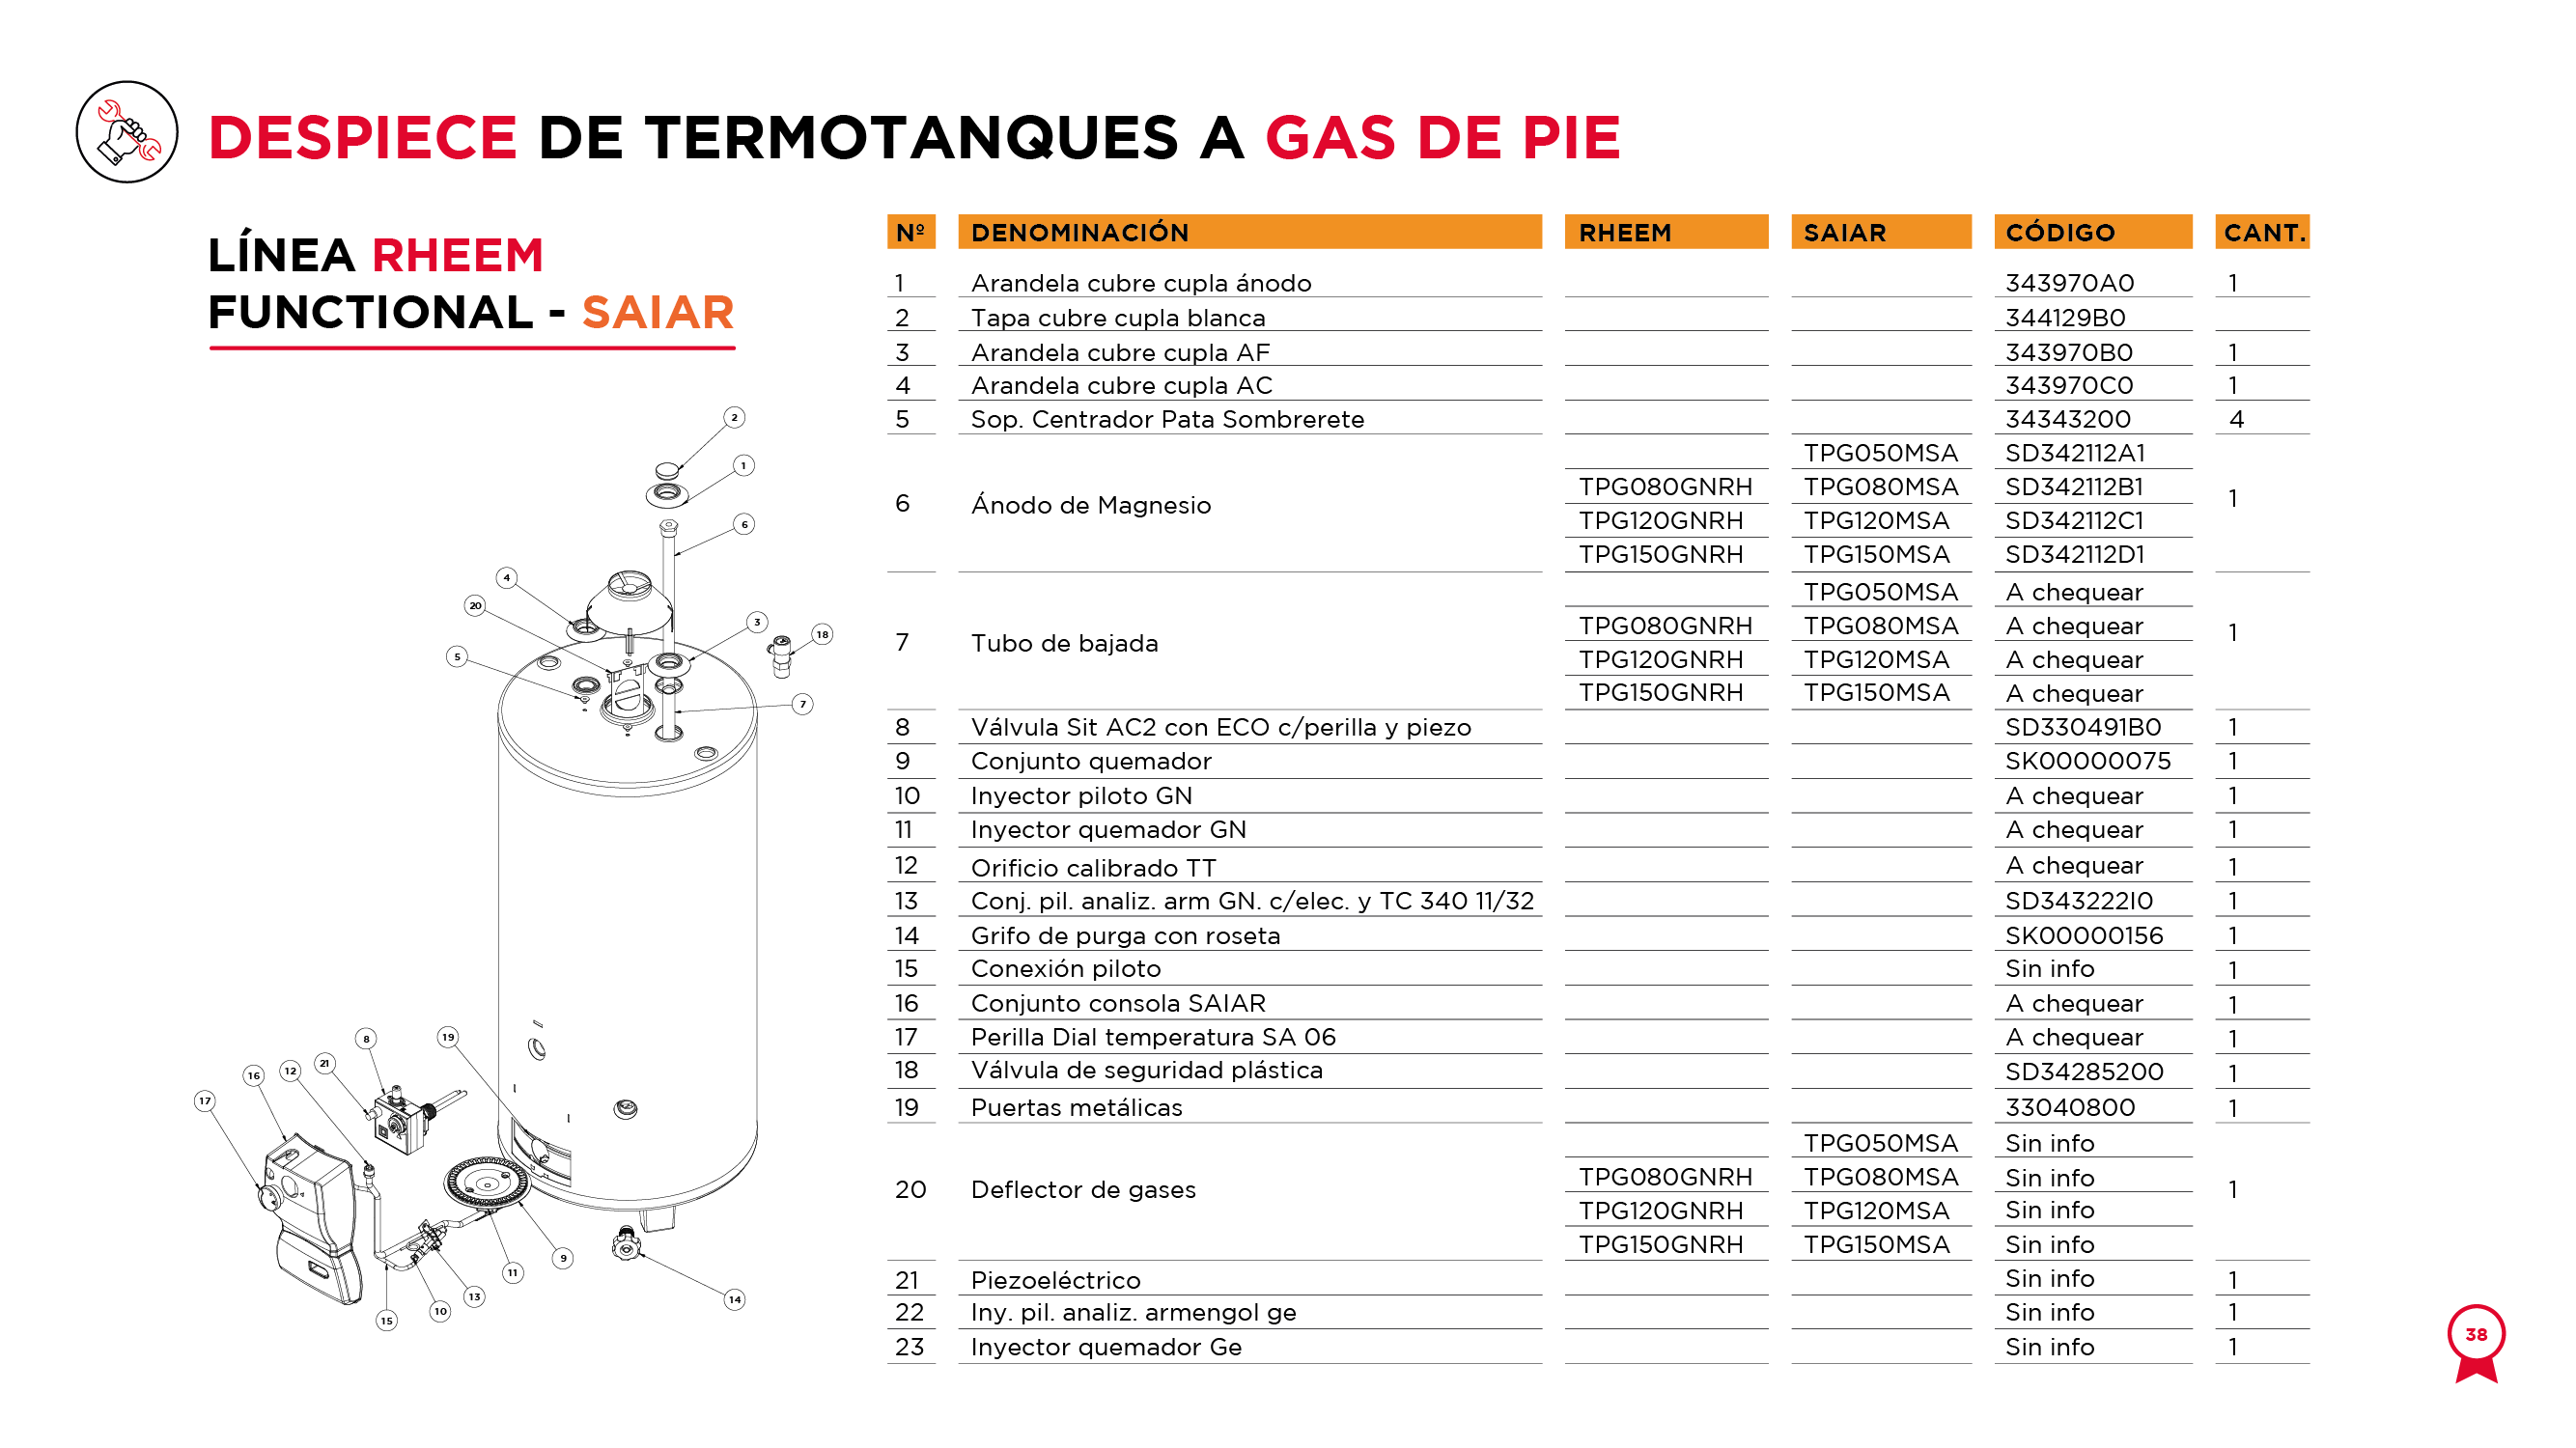 DESPIECE DE TERMOTANQUES A GAS DE PIE
LÍNEA RHEEM
FUNCTIONAL - SAIAR
Nº DENOMINACIÓN RHEEM SAIAR CÓDIGO CANT.
1 Arandela cubre cupla ánodo 343970A0 1
2 Tapa cubre cupla blanca 344129B0
3 Arandela cubre cupla AF 343970B0 1
4 Arandela cubre cupla AC 343970C0 1
5 Sop. Centrador Pata Sombrerete 34343200 4
TPG050MSA SD342112A1
TPG080GNRH TPG080MSA SD342112B1
6 Ánodo de Magnesio 1
TPG120GNRH TPG120MSA SD342112C1
TPG150GNRH TPG150MSA SD342112D1
TPG050MSA A chequear
TPG080GNRH TPG080MSA A chequear
7 Tubo de bajada 1
TPG120GNRH TPG120MSA A chequear
TPG150GNRH TPG150MSA A chequear
8 Válvula Sit AC2 con ECO c/perilla y piezo SD330491B0 1
9 Conjunto quemador SK00000075 1
10 Inyector piloto GN A chequear 1
11 Inyector quemador GN A chequear 1
12 Orificio calibrado TT A chequear 1
13 Conj. pil. analiz. arm GN. c/elec. y TC 340 11/32 SD343222I0 1
14 Grifo de purga con roseta SK00000156 1
15 Conexión piloto Sin info 1
16 Conjunto consola SAIAR A chequear 1
17 Perilla Dial temperatura SA 06 A chequear 1
18 Válvula de seguridad plástica SD34285200 1
19 Puertas metálicas 33040800 1
TPG050MSA Sin info
TPG080GNRH TPG080MSA Sin info
20 Deflector de gases 1
TPG120GNRH TPG120MSA Sin info
TPG150GNRH TPG150MSA Sin info
21 Piezoeléctrico Sin info 1
22 Iny. pil. analiz. armengol ge Sin info 1
23 Inyector quemador Ge Sin info 1
2
1
6
4
20
3
18
5
7
8
19
21
12
16
17
9
11
13
14
10
15
38